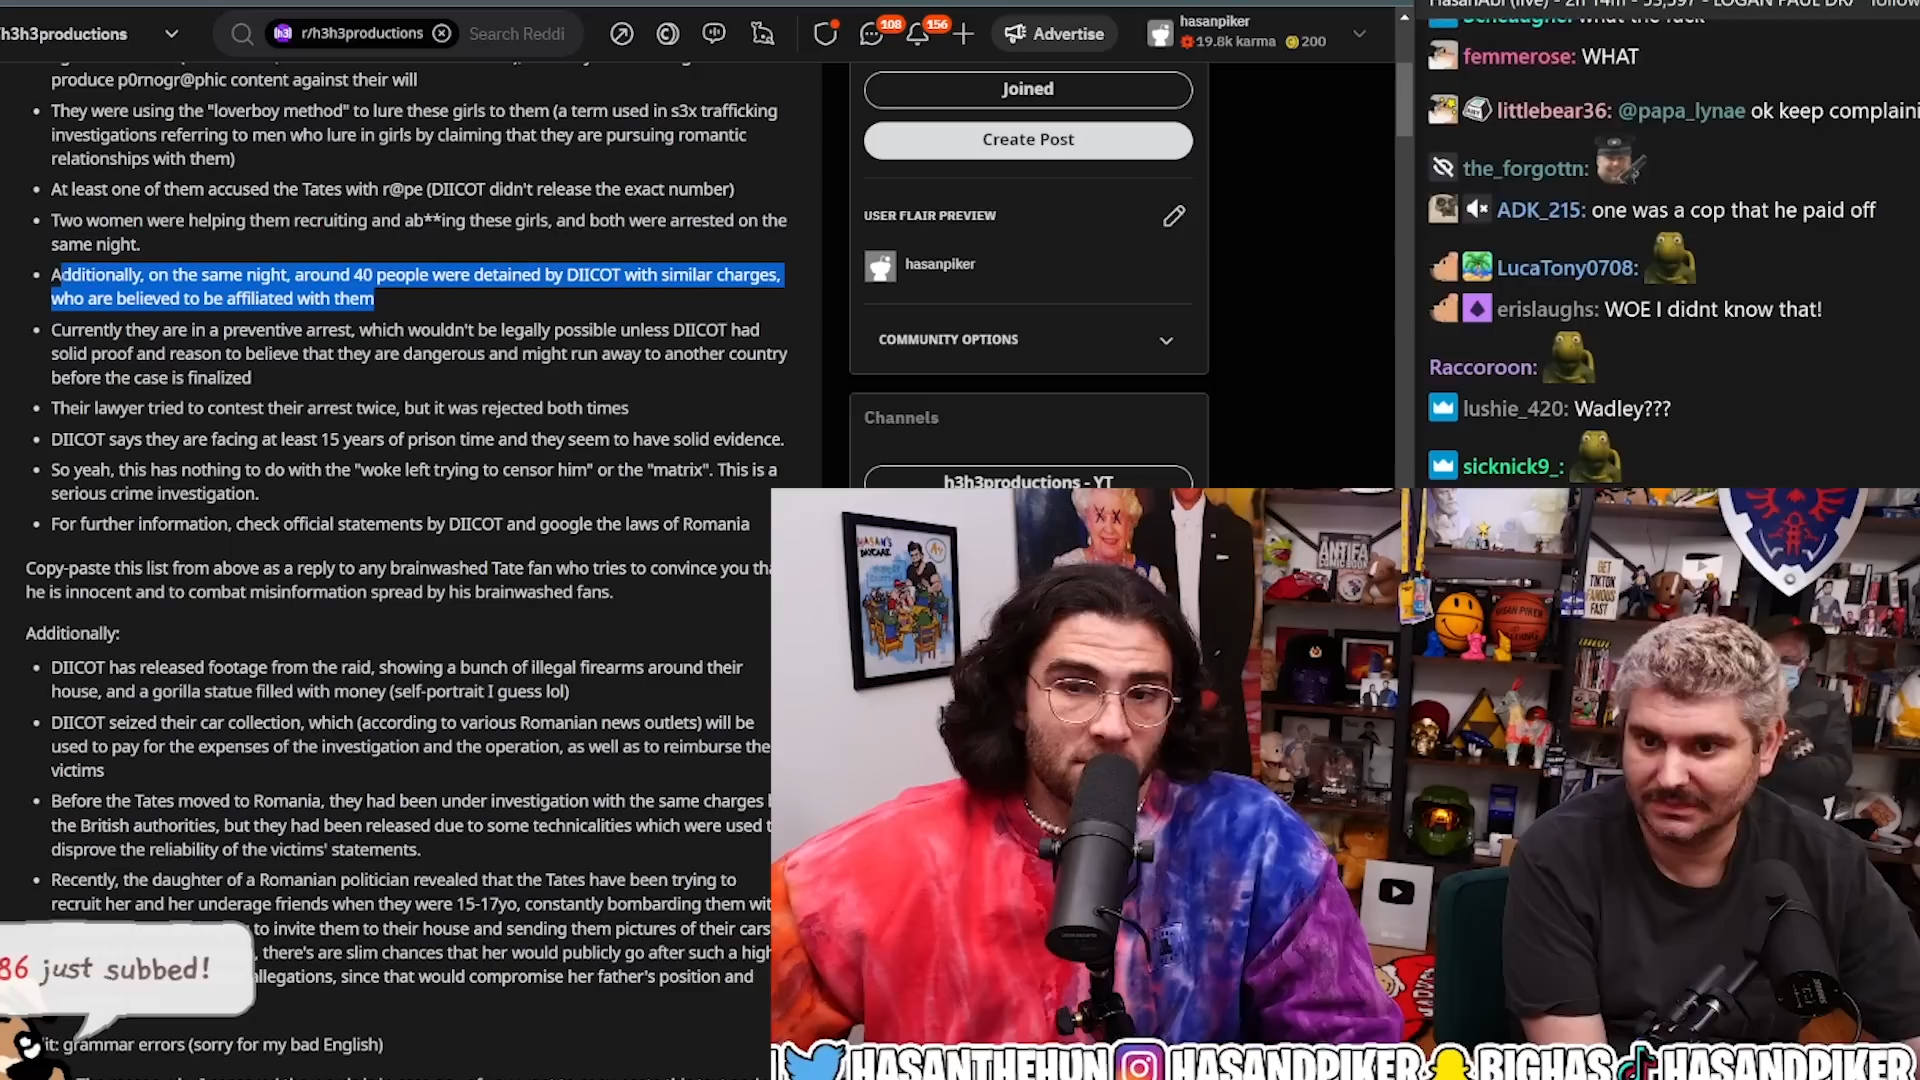 /h3h3productions
r/h3h3productions
Search Reddi
108
156
Advertise
hasanpiker
19.8k karma
200
produce p0rnogr@phic content against their will
They were using the "loverboy method" to lure these girls to them (a term used in s3x trafficking
investigations referring to men who lure in girls by claiming that they are pursuing romantic
relationships with them)
At least one of them accused the Tates with r@pe (DIICOT didn't release the exact number)
Two women were helping them recruiting and ab**ing these girls, and both were arrested on the
same night.
Additionally, on the same night, around 40 people were detained by DIICOT with similar charges,
who are believed to be affiliated with them
Currently they are in a preventive arrest, which wouldn't be legally possible unless DIICOT had
solid proof and reason to believe that they are dangerous and might run away to another country
before the case is finalized
Their lawyer tried to contest their arrest twice, but it was rejected both times
DIICOT says they are facing at least 15 years of prison time and they seem to have solid evidence.
So yeah, this has nothing to do with the "woke left trying to censor him" or the "matrix". This is a
serious crime investigation.
For further information, check official statements by DIICOT and google the laws of Romania
Copy-paste this list from above as a reply to any brainwashed Tate fan who tries to convince you tha
he is innocent and to combat misinformation spread by his brainwashed fans.
Additionally:
DIICOT has released footage from the raid, showing a bunch of illegal firearms around their
house, and a gorilla statue filled with money (self-portrait I guess lol)
DIICOT seized their car collection, which (according to various Romanian news outlets) will be
used to pay for the expenses of the investigation and the operation, as well as to reimburse the
victims
Before the Tates moved to Romania, they had been under investigation with the same charges
the British authorities, but they had been released due to some technicalities which were used t
disprove the reliability of the victims' statements.
Recently, the daughter of a Romanian politician revealed that the Tates have been trying to
recruit her and her underage friends when they were 15-17yo, constantly bombarding them wit
to invite them to their house and sending them pictures of their cars
, there's are slim chances that her would publicly go after such a high
allegations, since that would compromise her father's position and
it: grammar errors (sorry for my bad English)
86 just subbed!
Joined
Create Post
USER FLAIR PREVIEW
hasanpiker
COMMUNITY OPTIONS
Channels
h3h3productions - YT
what the fuck
femmerose: WHAT
littlebear36: @papa_lynae ok keep complaini
the_forgottn:
ADK_215: one was a cop that he paid off
LucaTony0708:
erislaughs: WOE I didnt know that!
Raccoroon:
lushie_420: Wadley???
sicknick9_:
HASAN'S
DAYCARE
ANTIFA
COMIC BOOK
GET
TIKTOK
FAMOUS
FAST
HASAN PIKER
HASANTHEHUN
HASANDPIKER
BIGHAS
HASANDPIKER